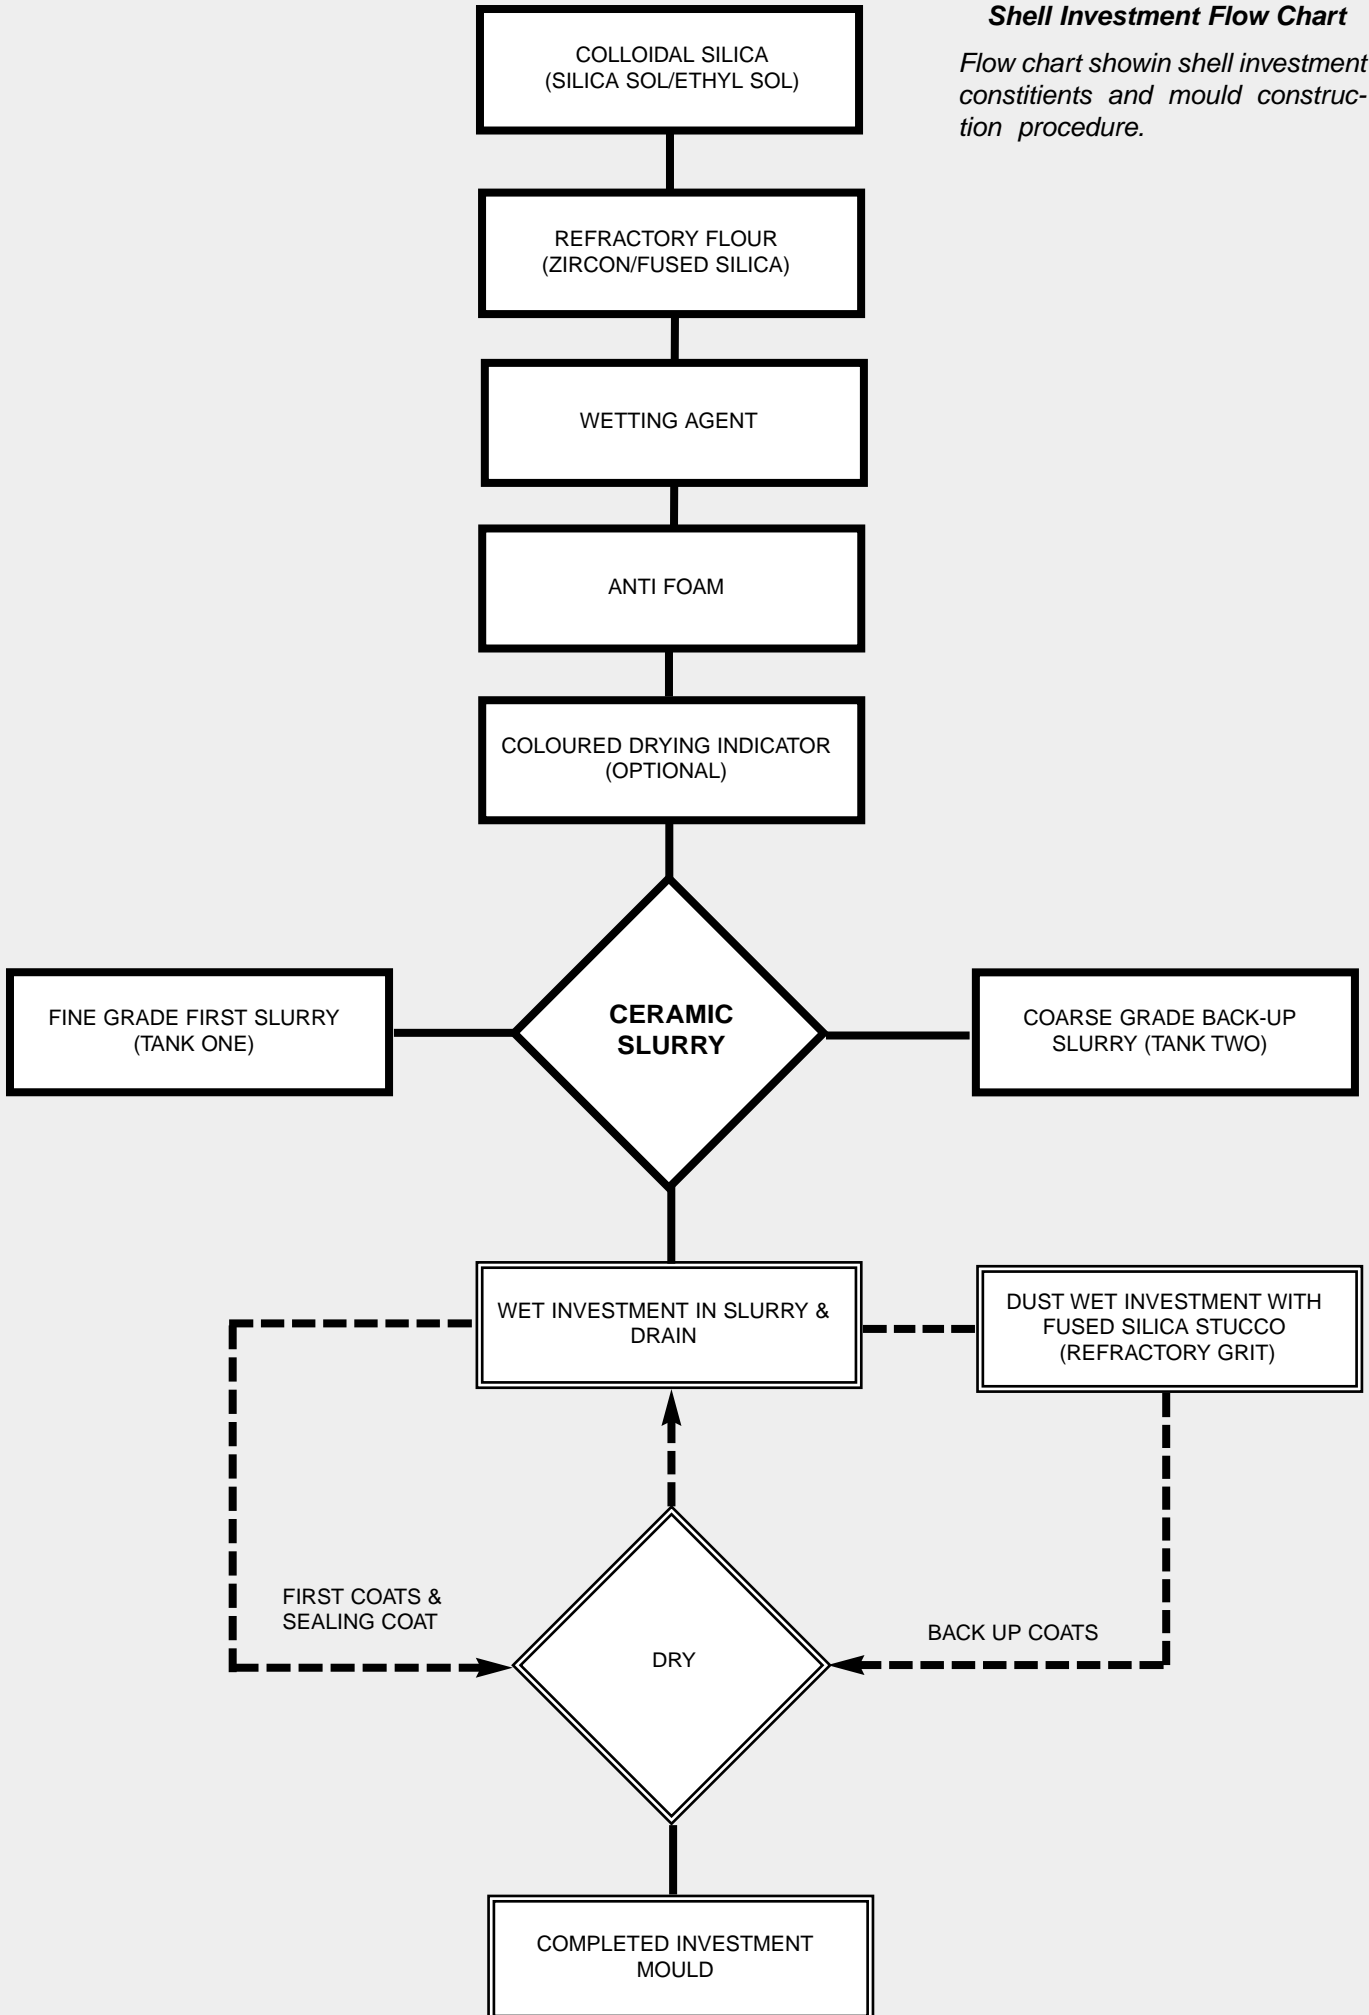 Shell Investment Flow Chart
Flow chart showin shell investment
constitients and mould construc-
tion procedure.
COLLOIDAL SILICA
(SILICA SOL/ETHYL SOL)
REFRACTORY FLOUR
(ZIRCON/FUSED SILICA)
WETTING AGENT
ANTI FOAM
COLOURED DRYING INDICATOR
(OPTIONAL)
FINE GRADE FIRST SLURRY
(TANK ONE)
CERAMIC
SLURRY
COARSE GRADE BACK-UP
SLURRY (TANK TWO)
WET INVESTMENT IN SLURRY &
DRAIN
DUST WET INVESTMENT WITH
FUSED SILICA STUCCO
(REFRACTORY GRIT)
FIRST COATS &
SEALING COAT
DRY
BACK UP COATS
COMPLETED INVESTMENT
MOULD